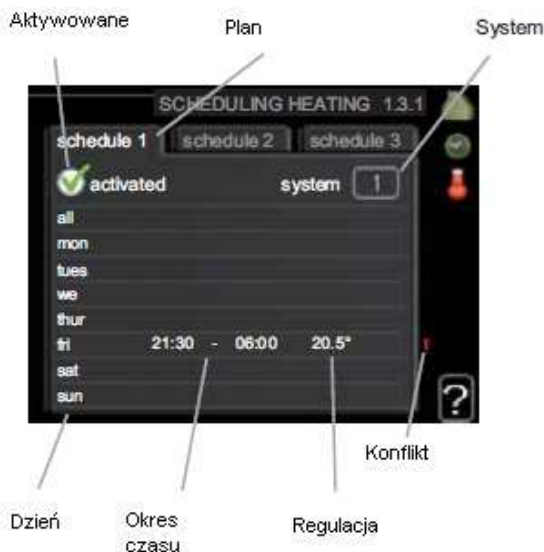 Aktywowane
Plan
System
SCHEDULING HEATING 1.3.1
schedule 1 schedule 2 schedule 3
activated system 1
all
mon
tues
we
thur
fri 21:30 - 06:00 20.5° !
sat
sun
?
Konflikt
Dzień
Okres
czasu
Regulacja